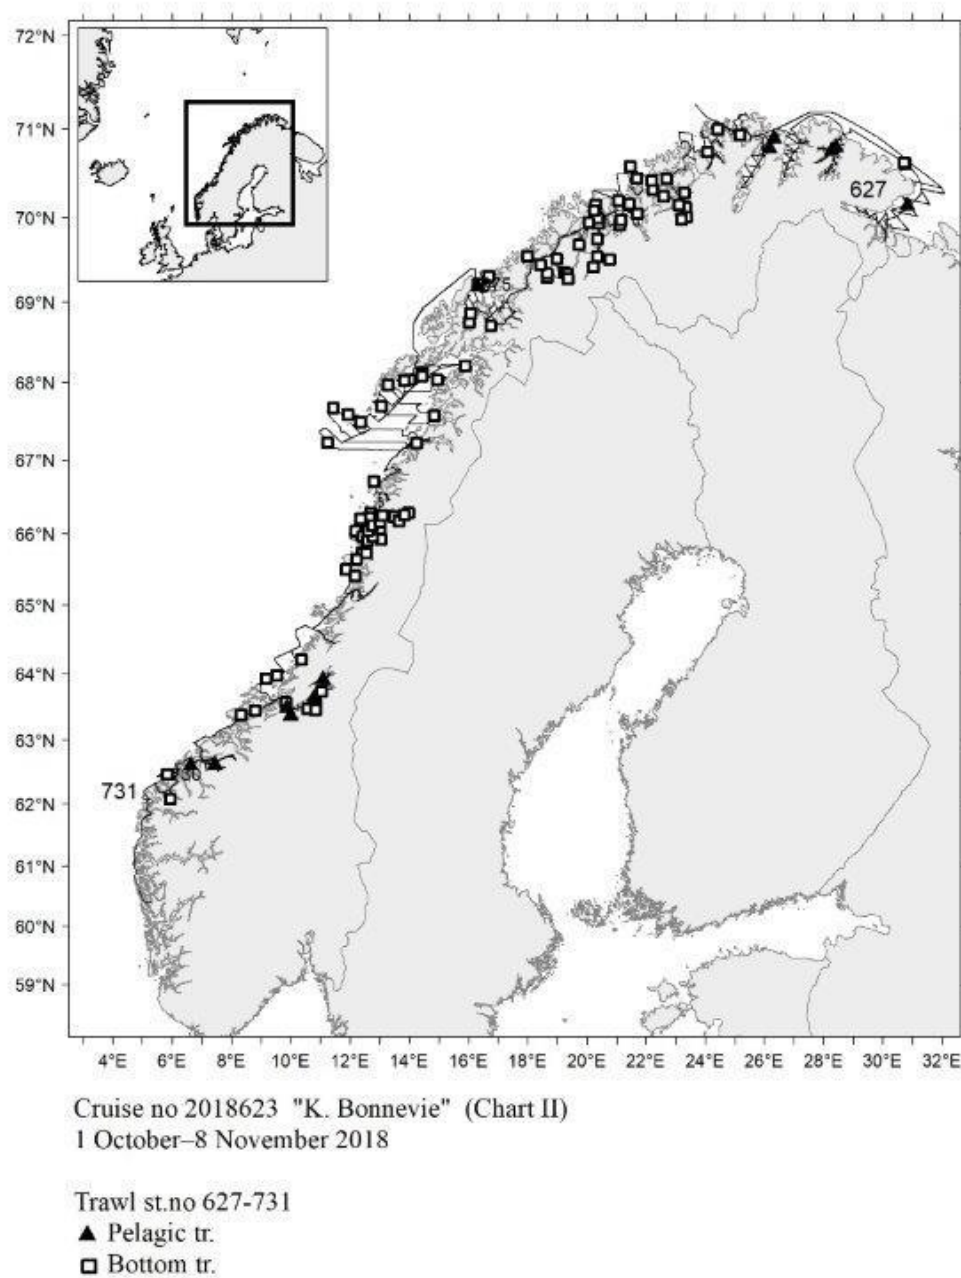 72°N
71°N
627
70°N
69°N
68°N
67°N
66°N
65°N
64°N
63°N
731
62°N
61°N
60°N
59°N
4°E 6°E 8°E 10°E 12°E 14°E 16°E 18°E 20°E 22°E 24°E 26°E 28°E 30°E 32°E
Cruise no 2018623 "K. Bonnevie" (Chart II)
1 October–8 November 2018
Trawl st.no 627-731
Pelagic tr.
Bottom tr.